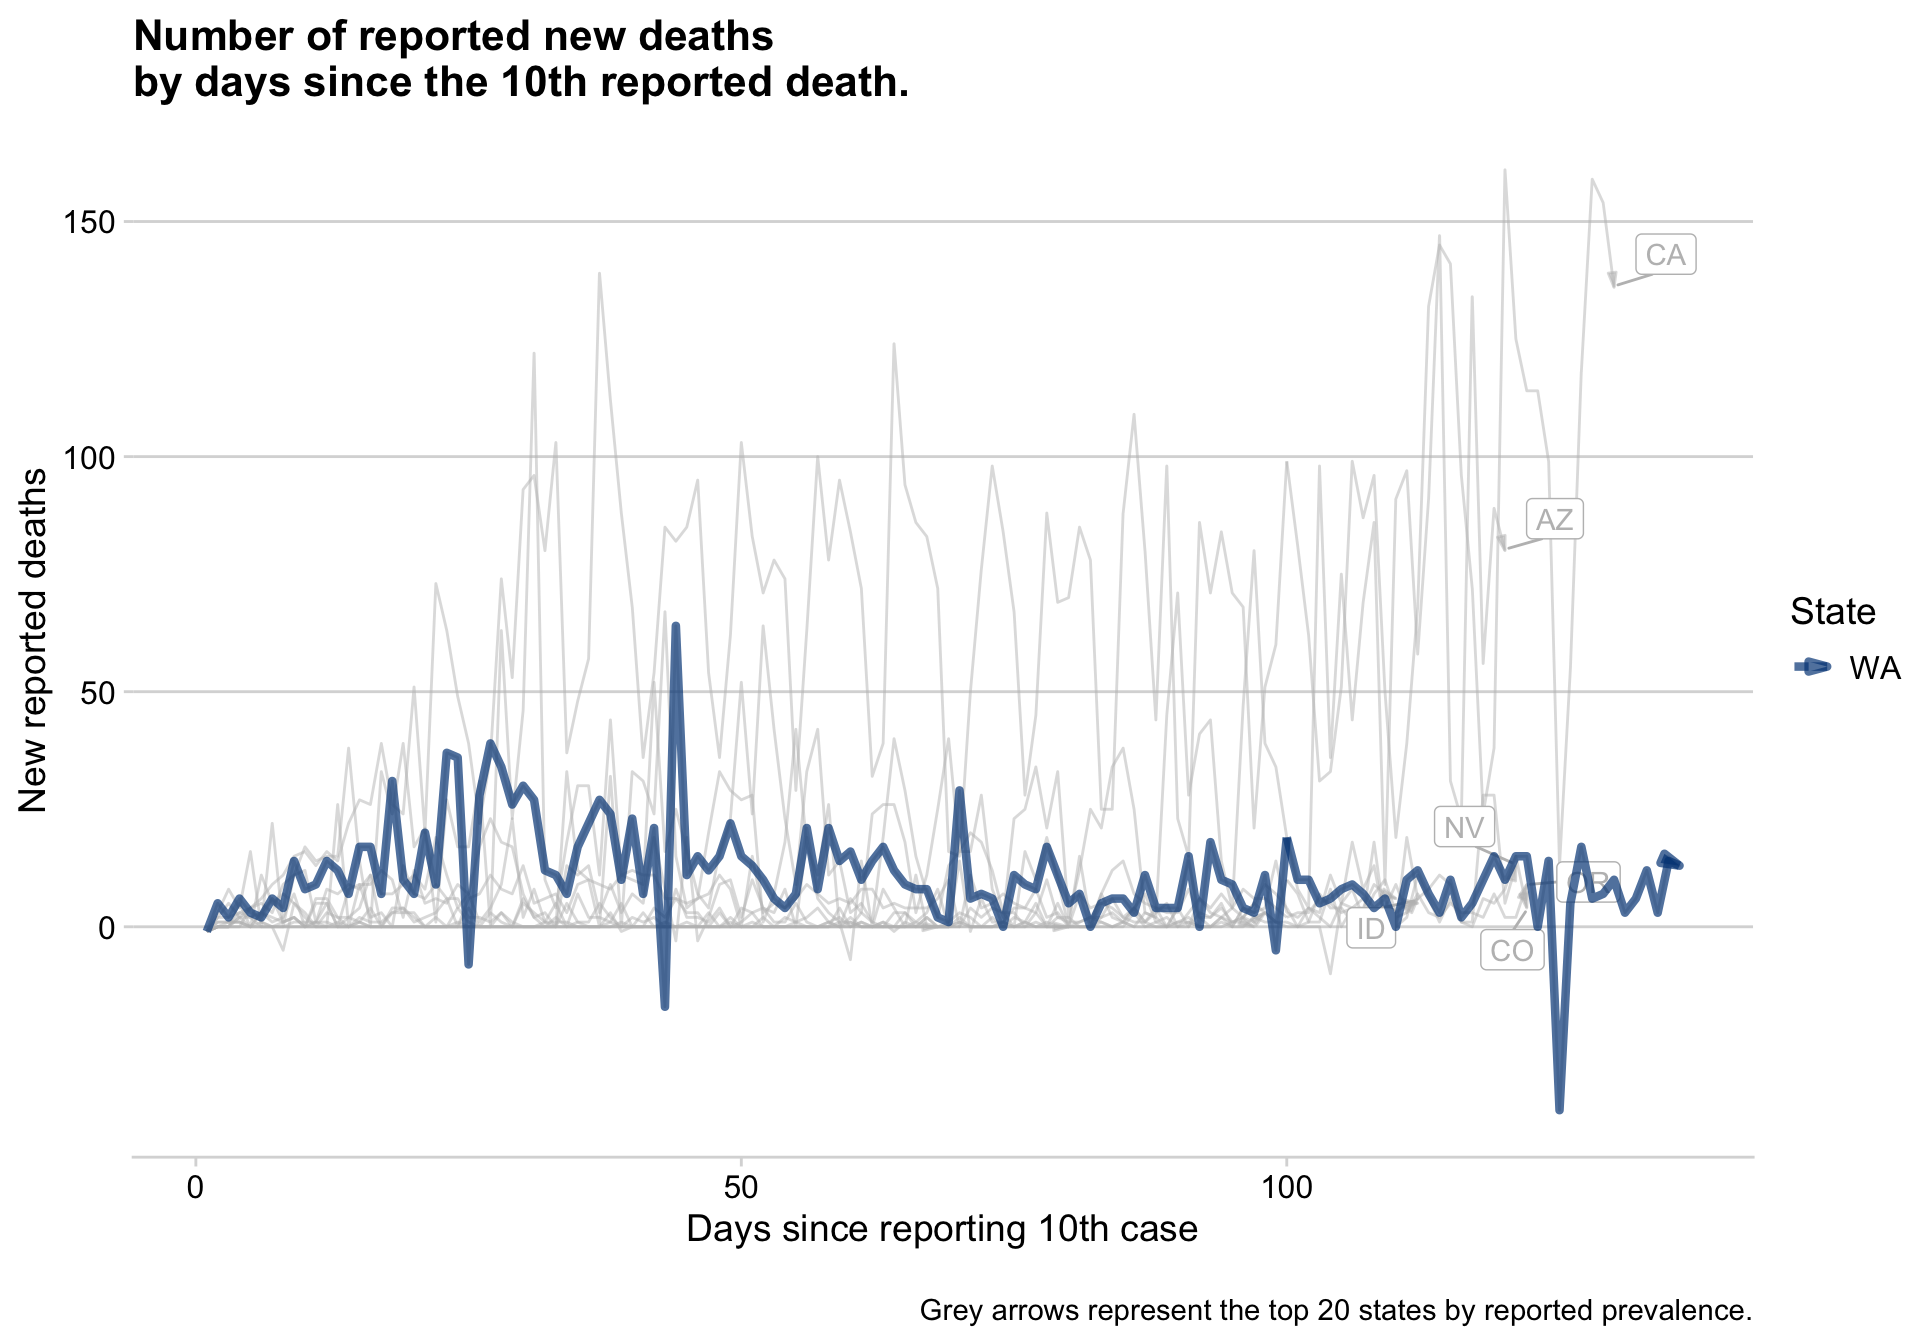 Number of reported new deaths
by days since the 10th reported death.
150
100
50
0
New reported deaths
CA
AZ
NV
OR
ID
CO
State
WA
0
50
100
Days since reporting 10th case
Grey arrows represent the top 20 states by reported prevalence.